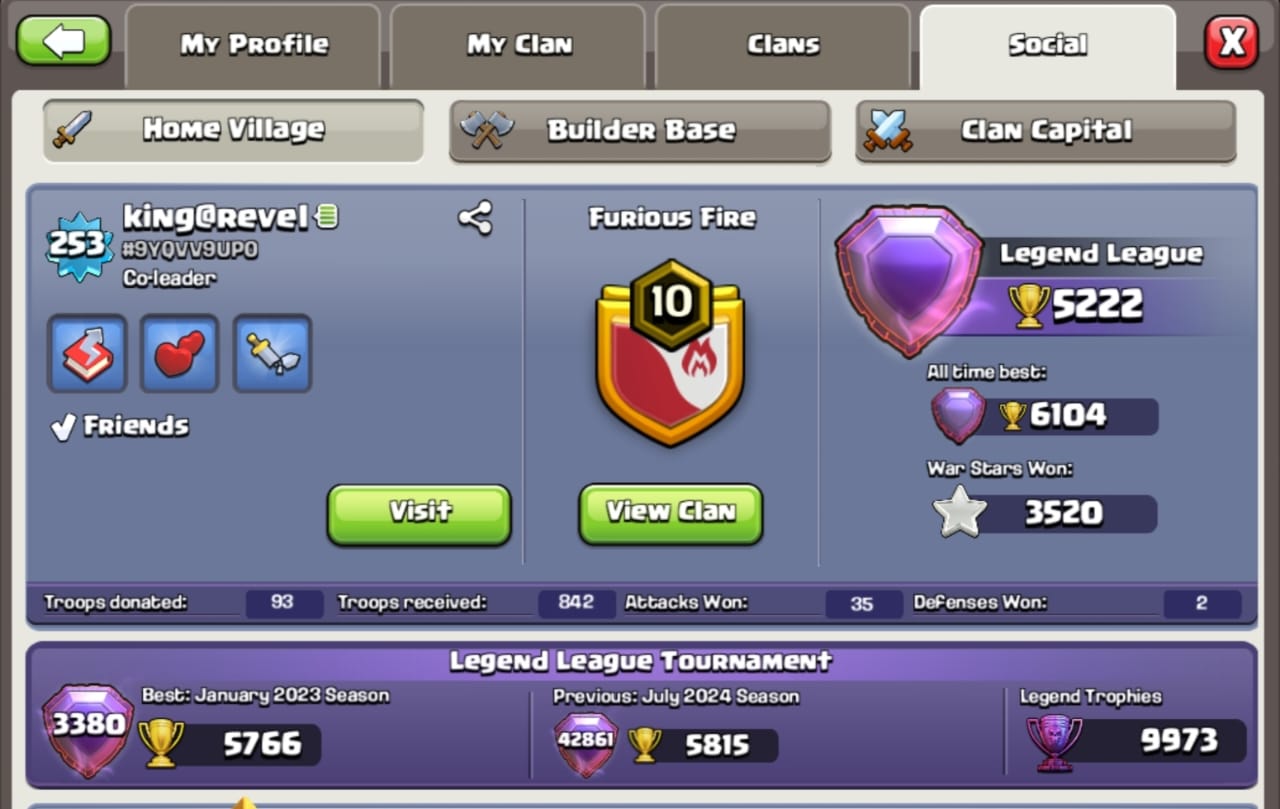 My Profile
My Clan
Clans
Social
X
Home Village
Builder Base
Clan Capital
253
king@revel
#9YQVV9UP0
Co-leader
Friends
Visit
Furious Fire
10
View Clan
Legend League
5222
All time best:
6104
War Stars Won:
3520
Troops donated: 93
Troops received: 842
Attacks Won: 35
Defenses Won: 2
Legend League Tournament
Best: January 2023 Season
3380
5766
Previous: July 2024 Season
42861
5815
Legend Trophies
9973